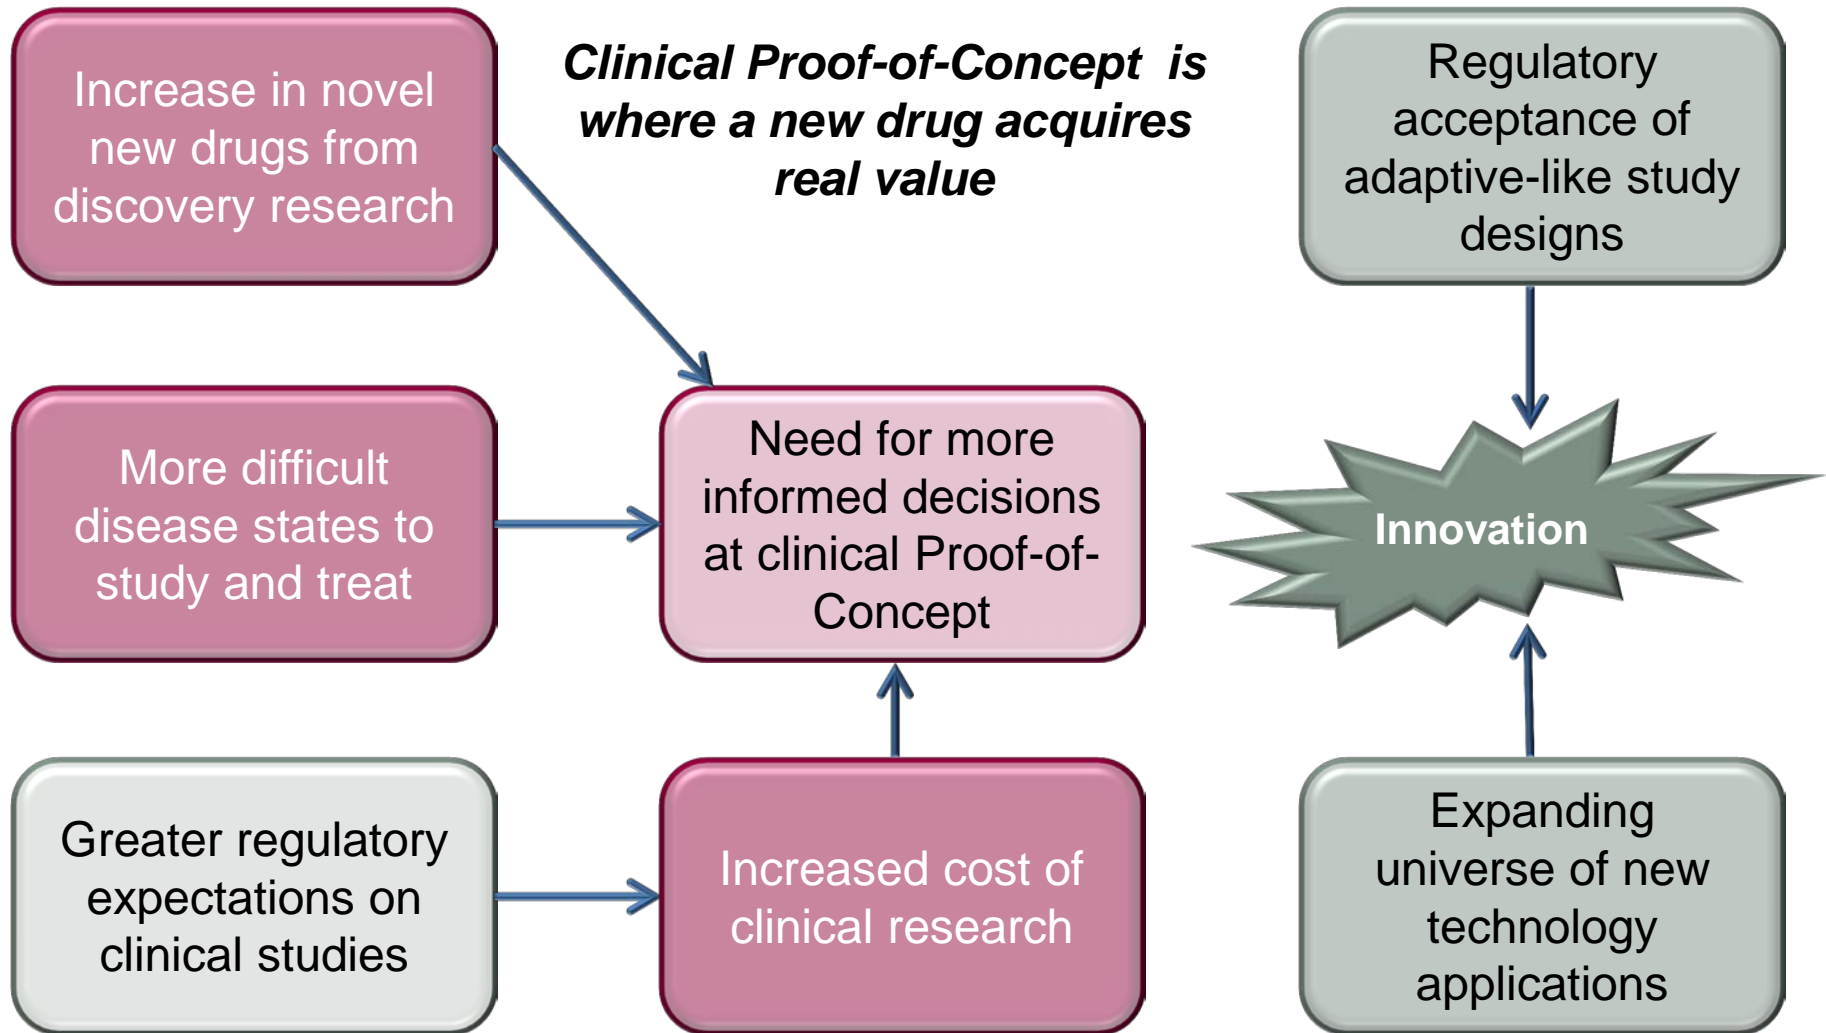 Increase in novel
new drugs from
discovery research
Clinical Proof-of-Concept is
where a new drug acquires
real value
Regulatory
acceptance of
adaptive-like study
designs
More difficult
disease states to
study and treat
Need for more
informed decisions
at clinical Proof-of-
Concept
Innovation
Greater regulatory
expectations on
clinical studies
Increased cost of
clinical research
Expanding
universe of new
technology
applications